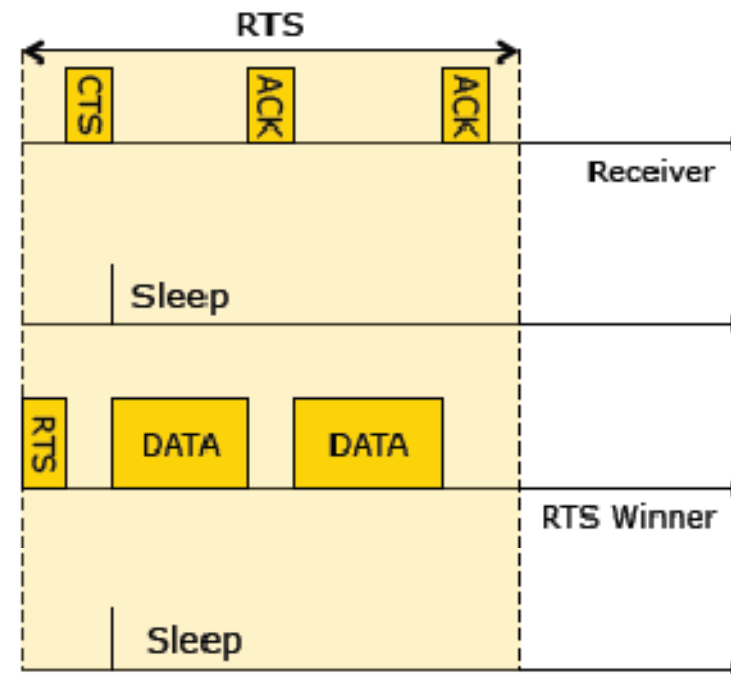 RTS
CTS
ACK
ACK
Receiver
Sleep
RTS
DATA
DATA
RTS Winner
Sleep